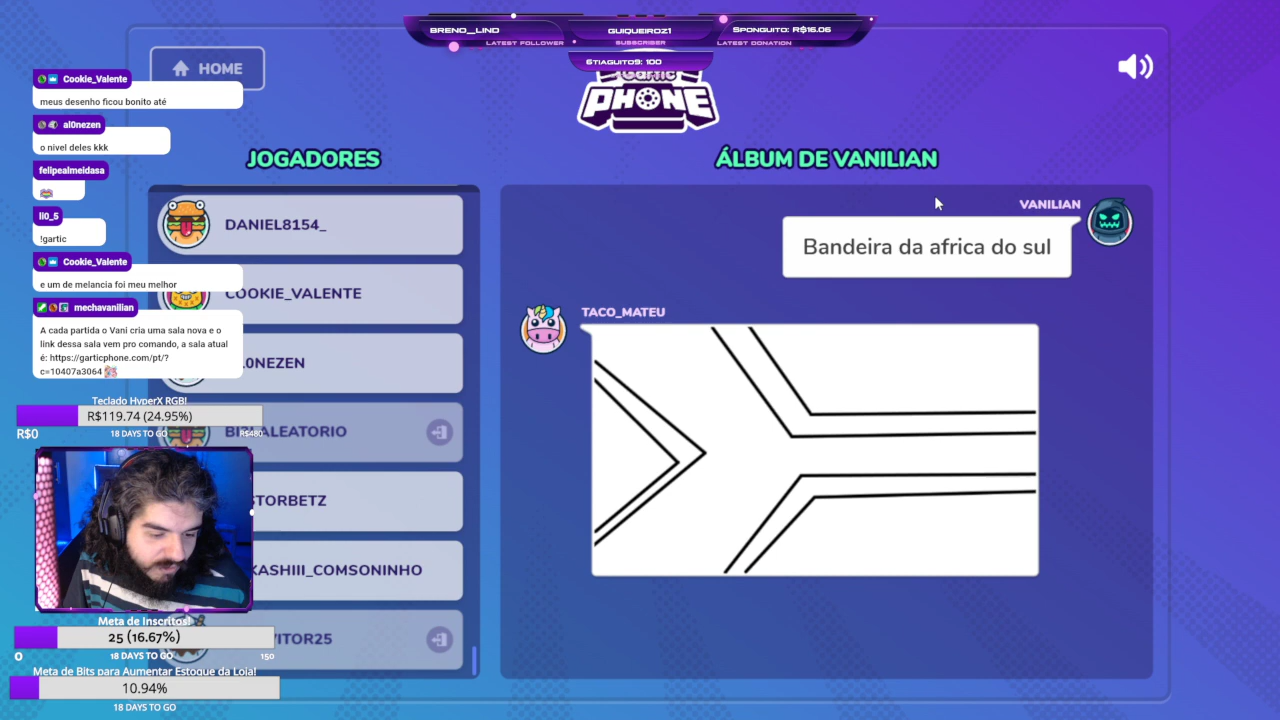 BRENO__LIND
LATEST FOLLOWER
GUIQUEIROZ1
SUBSCRIBER
SPONGUITO: R$16.06
LATEST DONATION
6TIAGUITO9: 100
HOME
GARTIC
PHONE
JOGADORES
ÁLBUM DE VANILIAN
Cookie_Valente
meus desenho ficou bonito até
al0nezen
o nivel deles kkk
felipealmeidasa
li0_5
!gartic
Cookie_Valente
e um de melancia foi meu melhor
mechavanilian
A cada partida o Vani cria uma sala nova e o
link dessa sala vem pro comando, a sala atual
é: https://garticphone.com/pt/?
c=10407a3064
DANIEL8154_
COOKIE_VALENTE
L0NEZEN
ALEATORIO
TORBETZ
KASHIII_COMSONINHO
VITOR25
VANILIAN
Bandeira da africa do sul
TACO_MATEU
Teclado HyperX RGB!
R$119.74 (24.95%)
R$0
18 DAYS TO GO
R$480
Meta de Inscritos!
25 (16.67%)
0
18 DAYS TO GO
150
Meta de Bits para Aumentar Estoque da Loja!
10.94%
18 DAYS TO GO